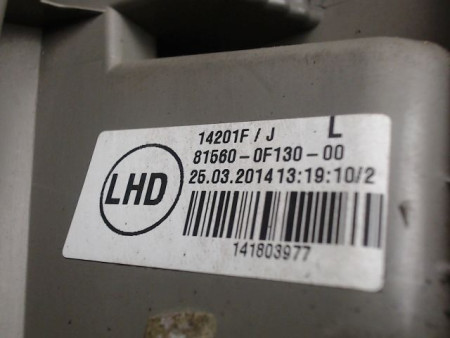 14201F / J L
81560-0F130-00
LHD
25.03.2014 13:19:10/2
141803977